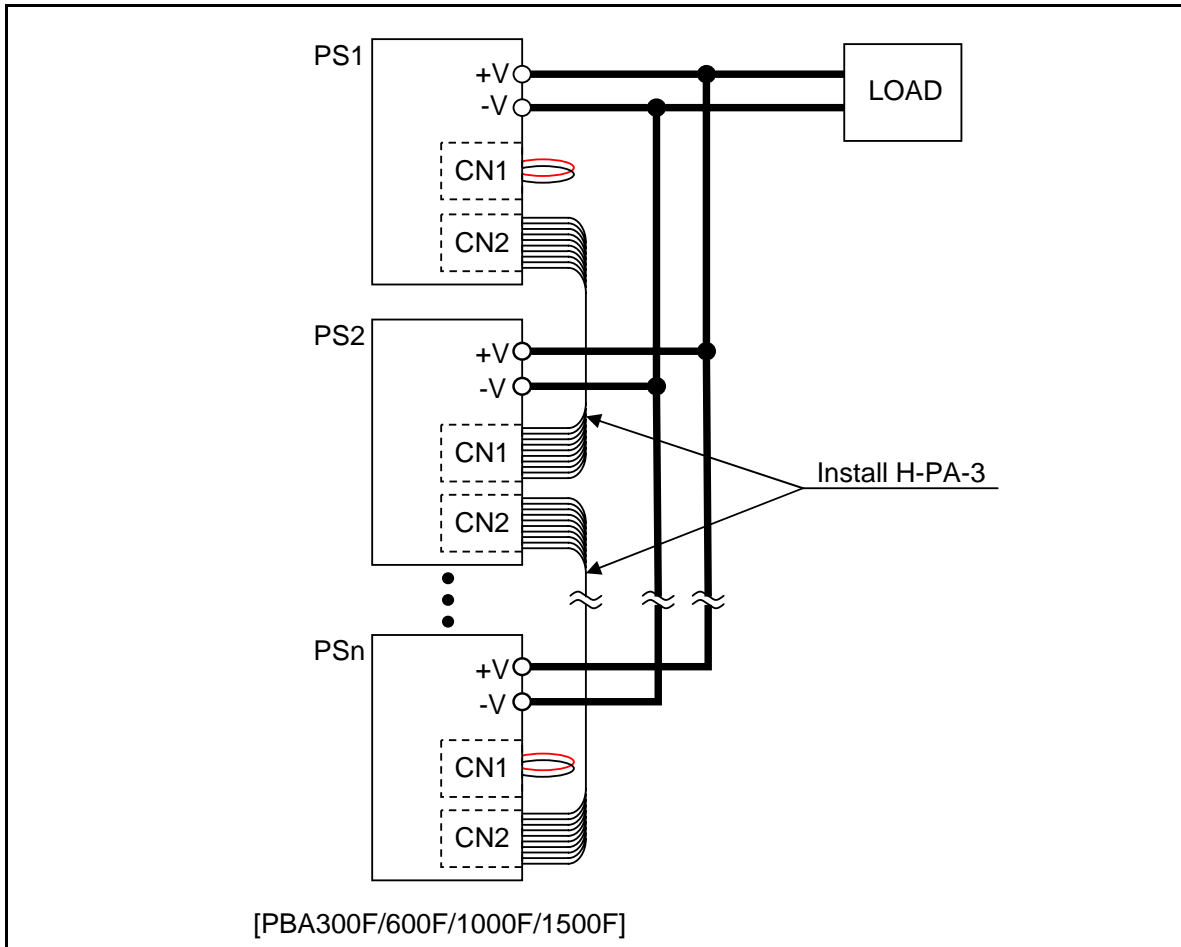 PS1
+V
-V
LOAD
CN1
CN2
PS2
+V
-V
CN1
Install H-PA-3
CN2
PSn
+V
-V
CN1
CN2
[PBA300F/600F/1000F/1500F]